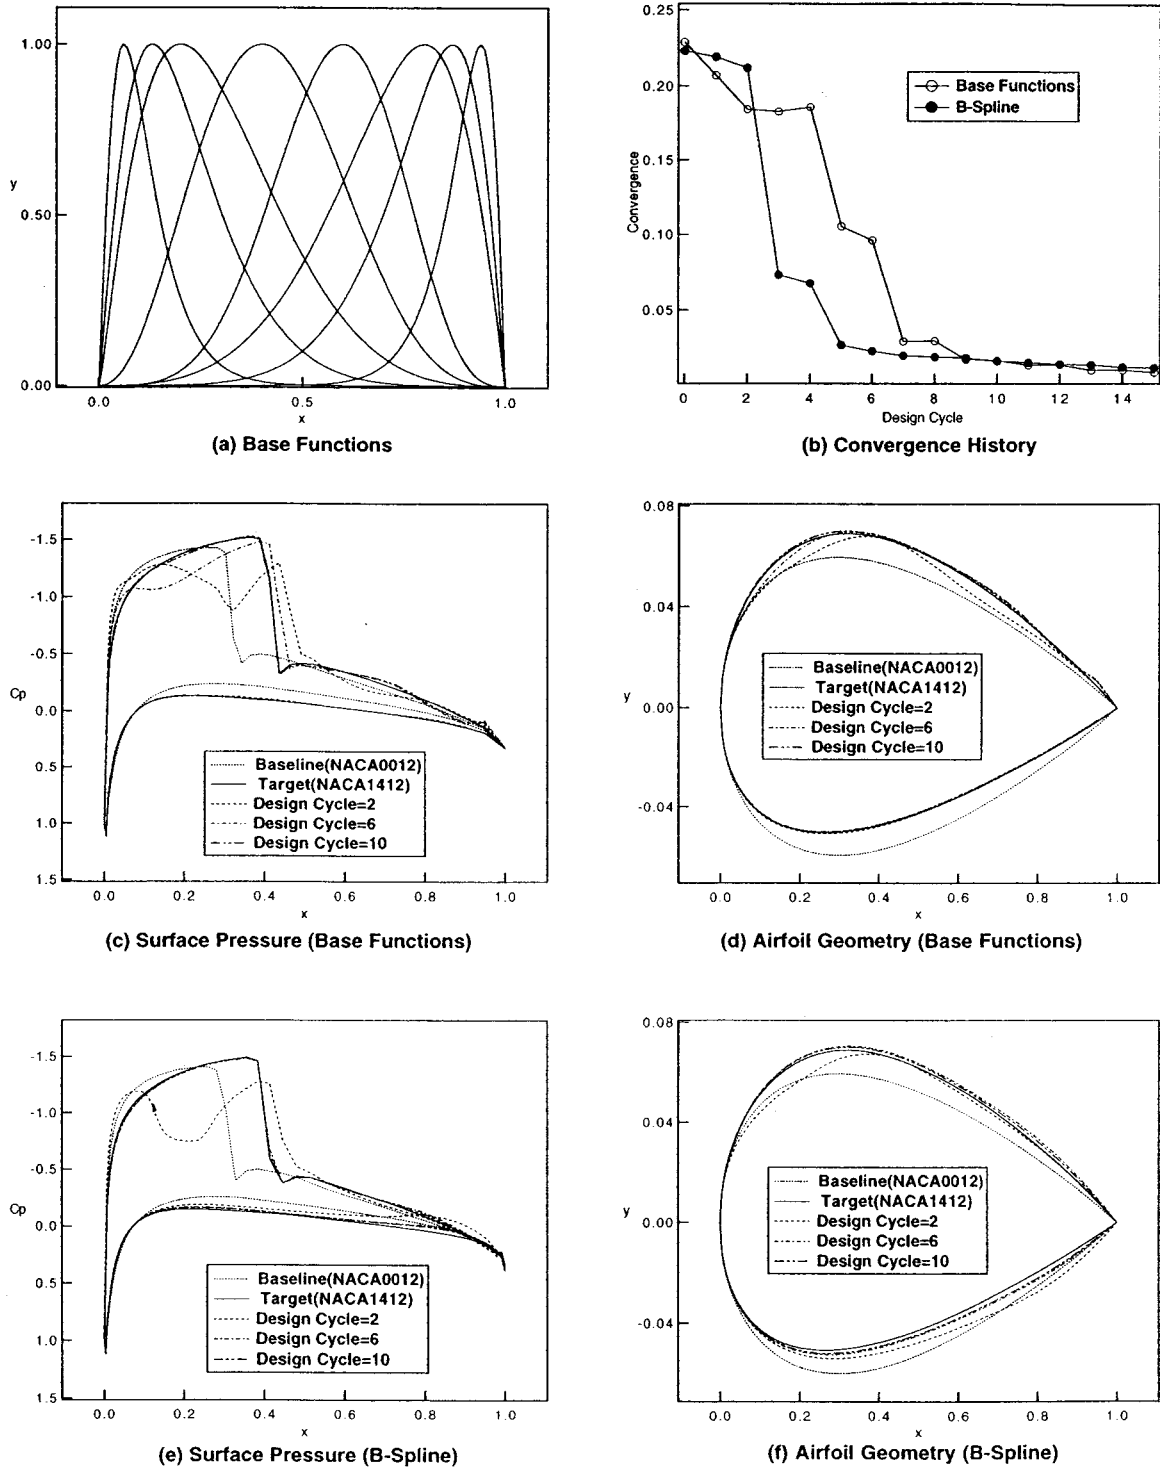 1.00
y
0.50
0.00
0.0
0.5
1.0
x
(a) Base Functions
0.25
0.20
0.15
0.10
0.05
Convergence
Base Functions
B-Spline
0
2
4
6
8
10
12
14
Design Cycle
(b) Convergence History
-1.5
-1.0
-0.5
Cp
0.0
0.5
1.0
1.5
Baseline(NACA0012)
Target(NACA1412)
Design Cycle=2
Design Cycle=6
Design Cycle=10
0.0
0.2
0.4
0.6
0.8
1.0
x
(c) Surface Pressure (Base Functions)
0.08
0.04
y
0.00
-0.04
Baseline(NACA0012)
Target(NACA1412)
Design Cycle=2
Design Cycle=6
Design Cycle=10
0.0
0.2
0.4
0.6
0.8
1.0
x
(d) Airfoil Geometry (Base Functions)
-1.5
-1.0
-0.5
Cp
0.0
0.5
1.0
1.5
Baseline(NACA0012)
Target(NACA1412)
Design Cycle=2
Design Cycle=6
Design Cycle=10
0.0
0.2
0.4
0.6
0.8
1.0
x
(e) Surface Pressure (B-Spline)
0.08
0.04
y
0.00
-0.04
Baseline(NACA0012)
Target(NACA1412)
Design Cycle=2
Design Cycle=6
Design Cycle=10
0.0
0.2
0.4
0.6
0.8
1.0
x
(f) Airfoil Geometry (B-Spline)